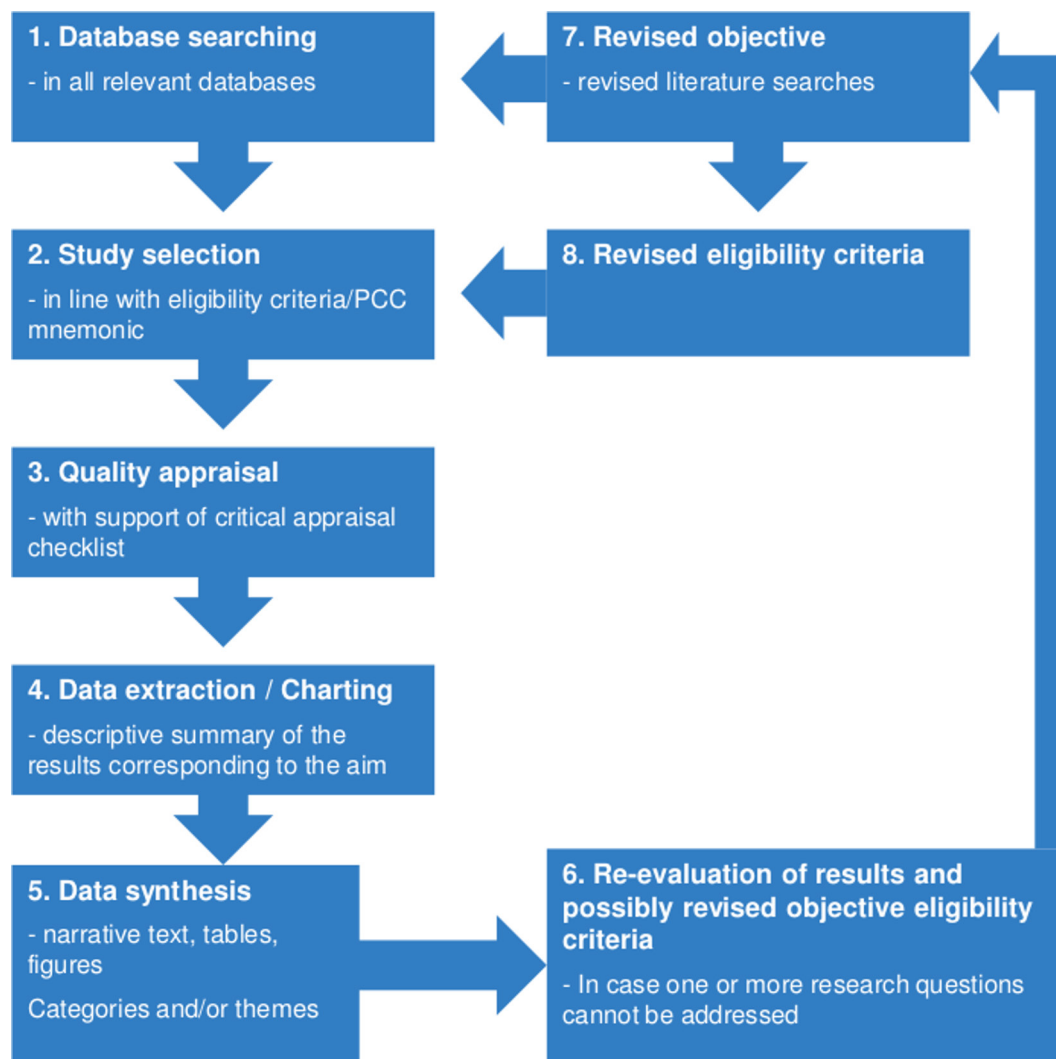 1. Database searching
- in all relevant databases
2. Study selection
- in line with eligibility criteria/PCC
mnemonic
3. Quality appraisal
- with support of critical appraisal
checklist
4. Data extraction / Charting
- descriptive summary of the
results corresponding to the aim
5. Data synthesis
- narrative text, tables,
figures
Categories and/or themes
6. Re-evaluation of results and
possibly revised objective eligibility
criteria
- In case one or more research questions
cannot be addressed
7. Revised objective
- revised literature searches
8. Revised eligibility criteria